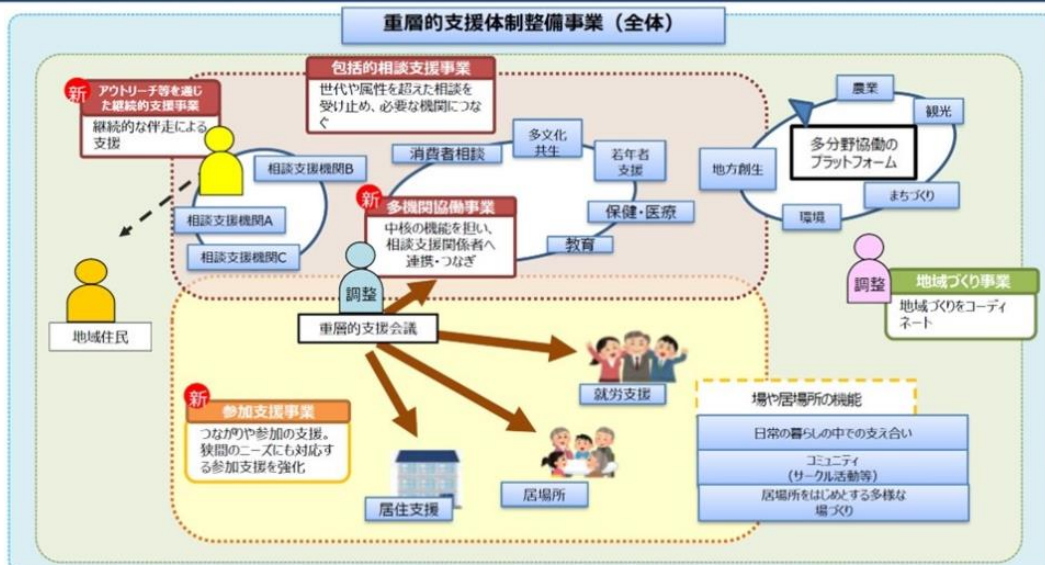 重層的支援体制整備事業（全体）
新
アウトリーチ等を通じ
た継続的支援事業
継続的な伴走による
支援
包括的相談支援事業
世代や属性を超えた相談を
受け止め、必要な機関につな
ぐ
相談支援機関B
相談支援機関A
相談支援機関C
消費者相談
多文化
共生
若年者
支援
保健・医療
教育
新
多機関協働事業
中核の機能を担い、
相談支援関係者へ
連携・つなぎ
農業
観光
多分野協働の
プラットフォーム
地方創生
まちづくり
環境
調整
重層的支援会議
地域住民
調整
地域づくり事業
地域づくりをコーディ
ネート
新
参加支援事業
つながりや参加の支援。
狭間のニーズにも対応す
る参加支援を強化
就労支援
居場所
居住支援
場や居場所の機能
日常の暮らしの中での支え合い
コミュニティ
（サークル活動等）
居場所をはじめとする多様な
場づくり